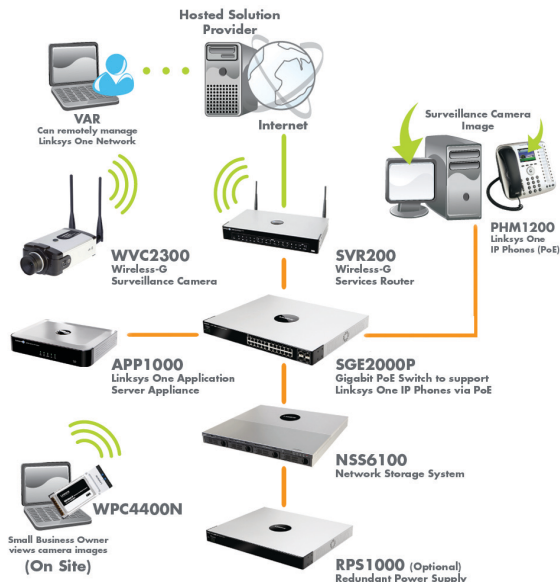 Hosted Solution
Provider
VAR
Can remotely manage
Linksys One Network
Internet
Surveillance Camera
Image
PHM1200
Linksys One
IP Phones (PoE)
WVC2300
Wireless-G
Surveillance Camera
SVR200
Wireless-G
Services Router
APP1000
Linksys One Application
Server Appliance
SGE2000P
Gigabit PoE Switch to support
Linksys One IP Phones via PoE
NSS6100
Network Storage System
WPC4400N
Small Business Owner
views camera images
(On Site)
RPS1000 (Optional)
Redundant Power Supply